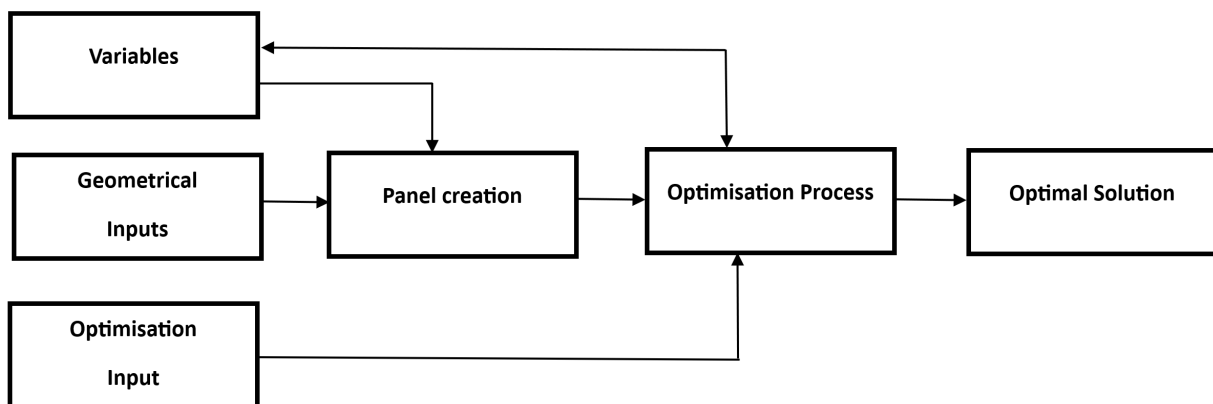 Variables
Geometrical
Inputs
Panel creation
Optimisation Process
Optimal Solution
Optimisation
Input